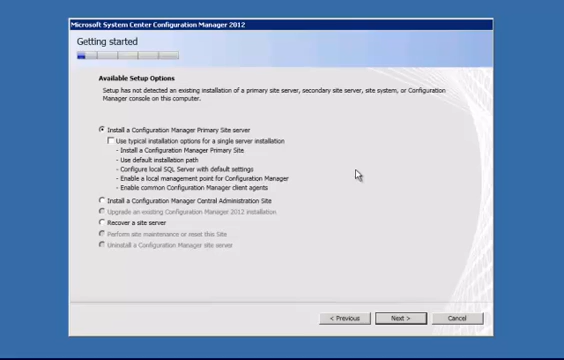 Microsoft System Center Configuration Manager 2012
Getting started
Available Setup Options
Setup has not detected an existing installation of a primary site server, secondary site server, site system, or Configuration
Manager console on this computer.
Install a Configuration Manager Primary Site server
Use typical installation options for a single server installation
- Install a Configuration Manager Primary Site
- Use default installation path
- Configure local SQL Server with default settings
- Enable a local management point for Configuration Manager
- Enable common Configuration Manager client agents
Install a Configuration Manager Central Administration Site
Upgrade an existing Configuration Manager 2012 installation
Recover a site server
Perform site maintenance or reset this Site
Uninstall a Configuration Manager site server
< Previous
Next >
Cancel